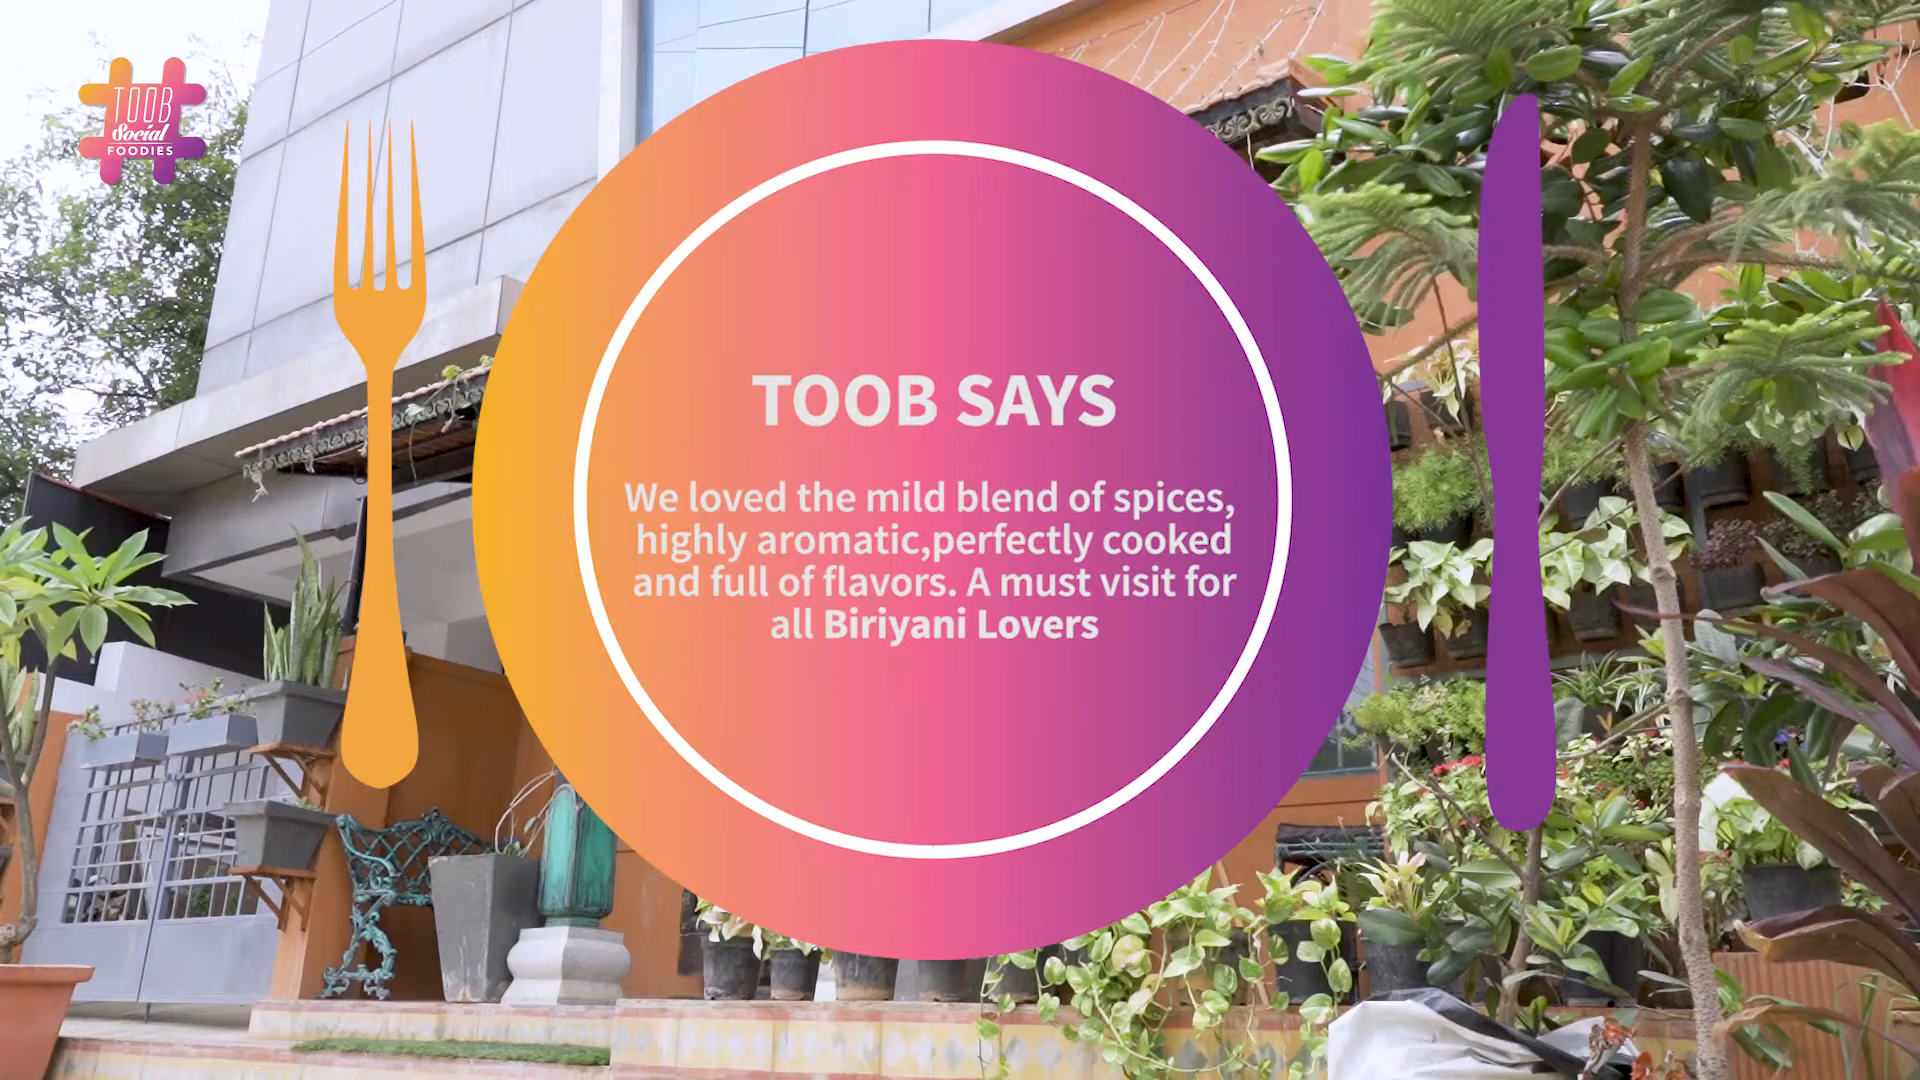 TOOB
Social
FOODIES
TOOB SAYS
We loved the mild blend of spices,
highly aromatic,perfectly cooked
and full of flavors. A must visit for
all Biriyani Lovers